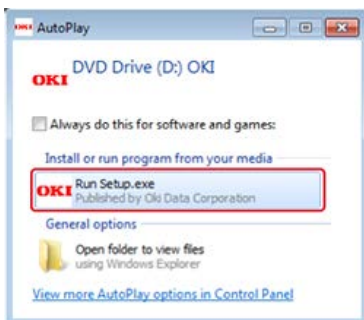 OKI AutoPlay
DVD Drive (D:) OKI
OKI
Always do this for software and games:
Install or run program from your media
OKI Run Setup.exe
Published by Oki Data Corporation
General options
Open folder to view files
using Windows Explorer
View more AutoPlay options in Control Panel